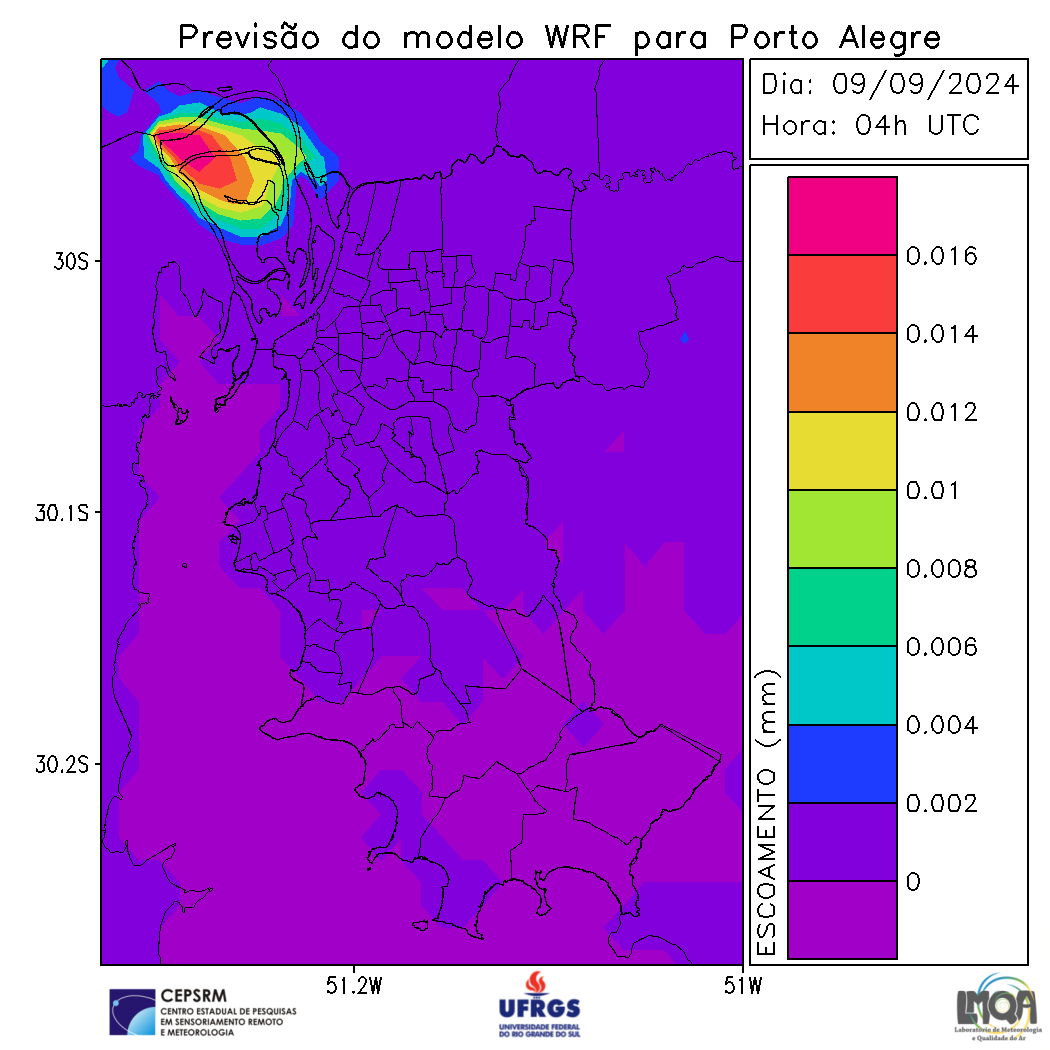 Previsão do modelo WRF para Porto Alegre
Dia: 09/09/2024
Hora: 04h UTC
30S
30.1S
30.2S
51.2W
51W
0.016
0.014
0.012
0.01
0.008
0.006
0.004
0.002
0
ESCOAMENTO (mm)
CEPSRM
CENTRO ESTADUAL DE PESQUISAS
EM SENSORIAMENTO REMOTO
E METEOROLOGIA
UFRGS
UNIVERSIDADE FEDERAL
DO RIO GRANDE DO SUL
LMQA
Laboratório de Meteorologia
e Qualidade do Ar